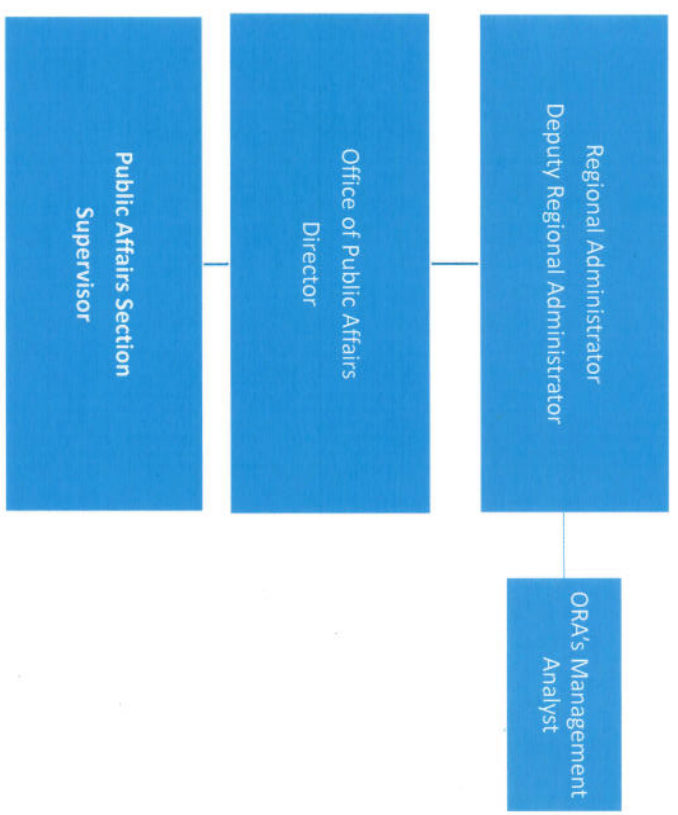 Regional Administrator
Deputy Regional Administrator
ORA's Management
Analyst
Office of Public Affairs
Director
Public Affairs Section
Supervisor